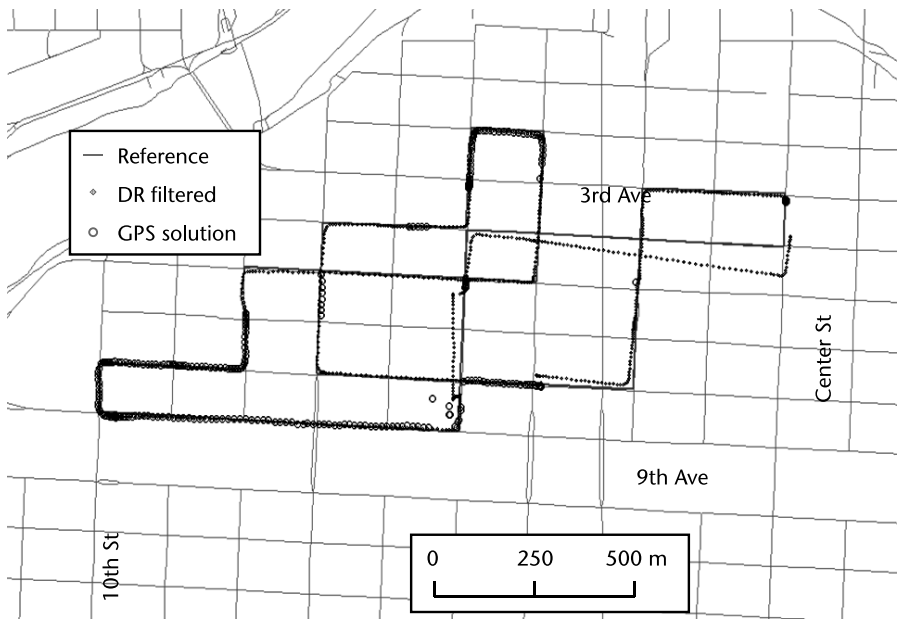 Reference
DR filtered
GPS solution
3rd Ave
Center St
9th Ave
10th St
0 250 500 m